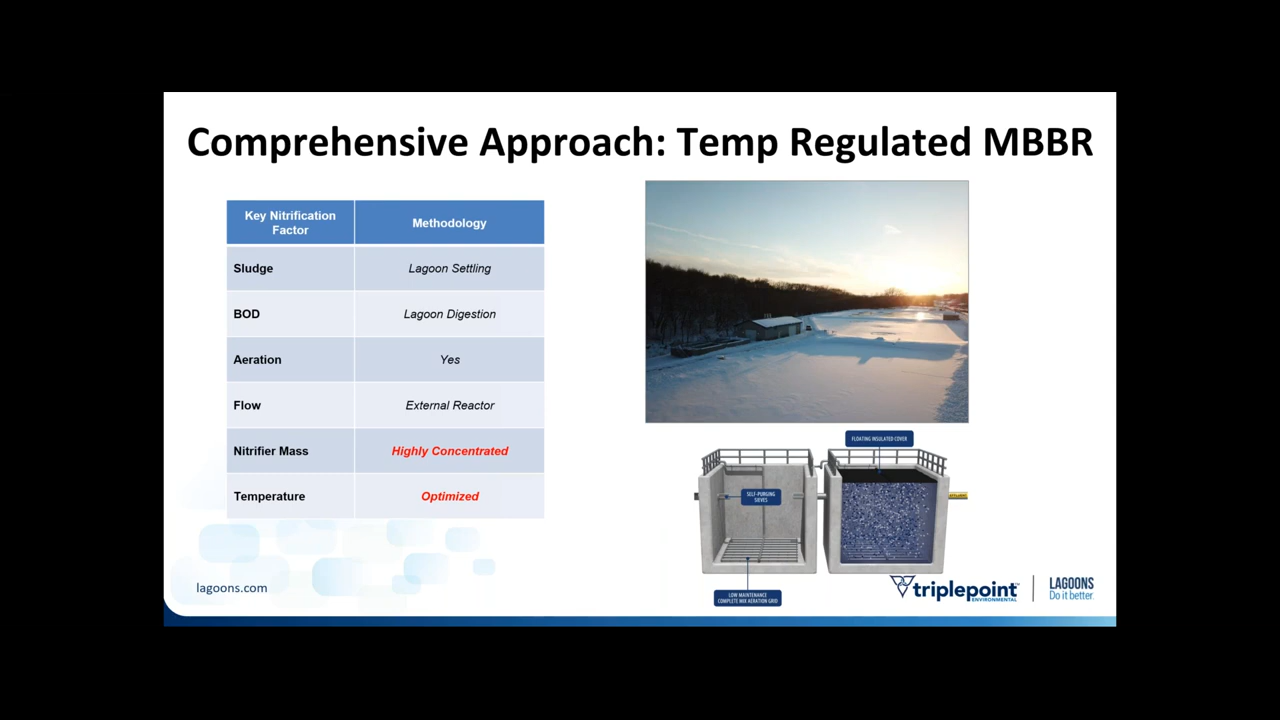 Comprehensive Approach: Temp Regulated MBBR
Key Nitrification
Factor
Methodology
Sludge
Lagoon Settling
BOD
Lagoon Digestion
Aeration
Yes
Flow
External Reactor
Nitrifier Mass
Highly Concentrated
Temperature
Optimized
FLOATING INSULATED COVER
SELF-PURGING
SIEVES
LOW MAINTENANCE
COMPLETE MIX AERATION GRID
lagoons.com
triplepoint
ENVIRONMENTAL
LAGOONS
Do it better.